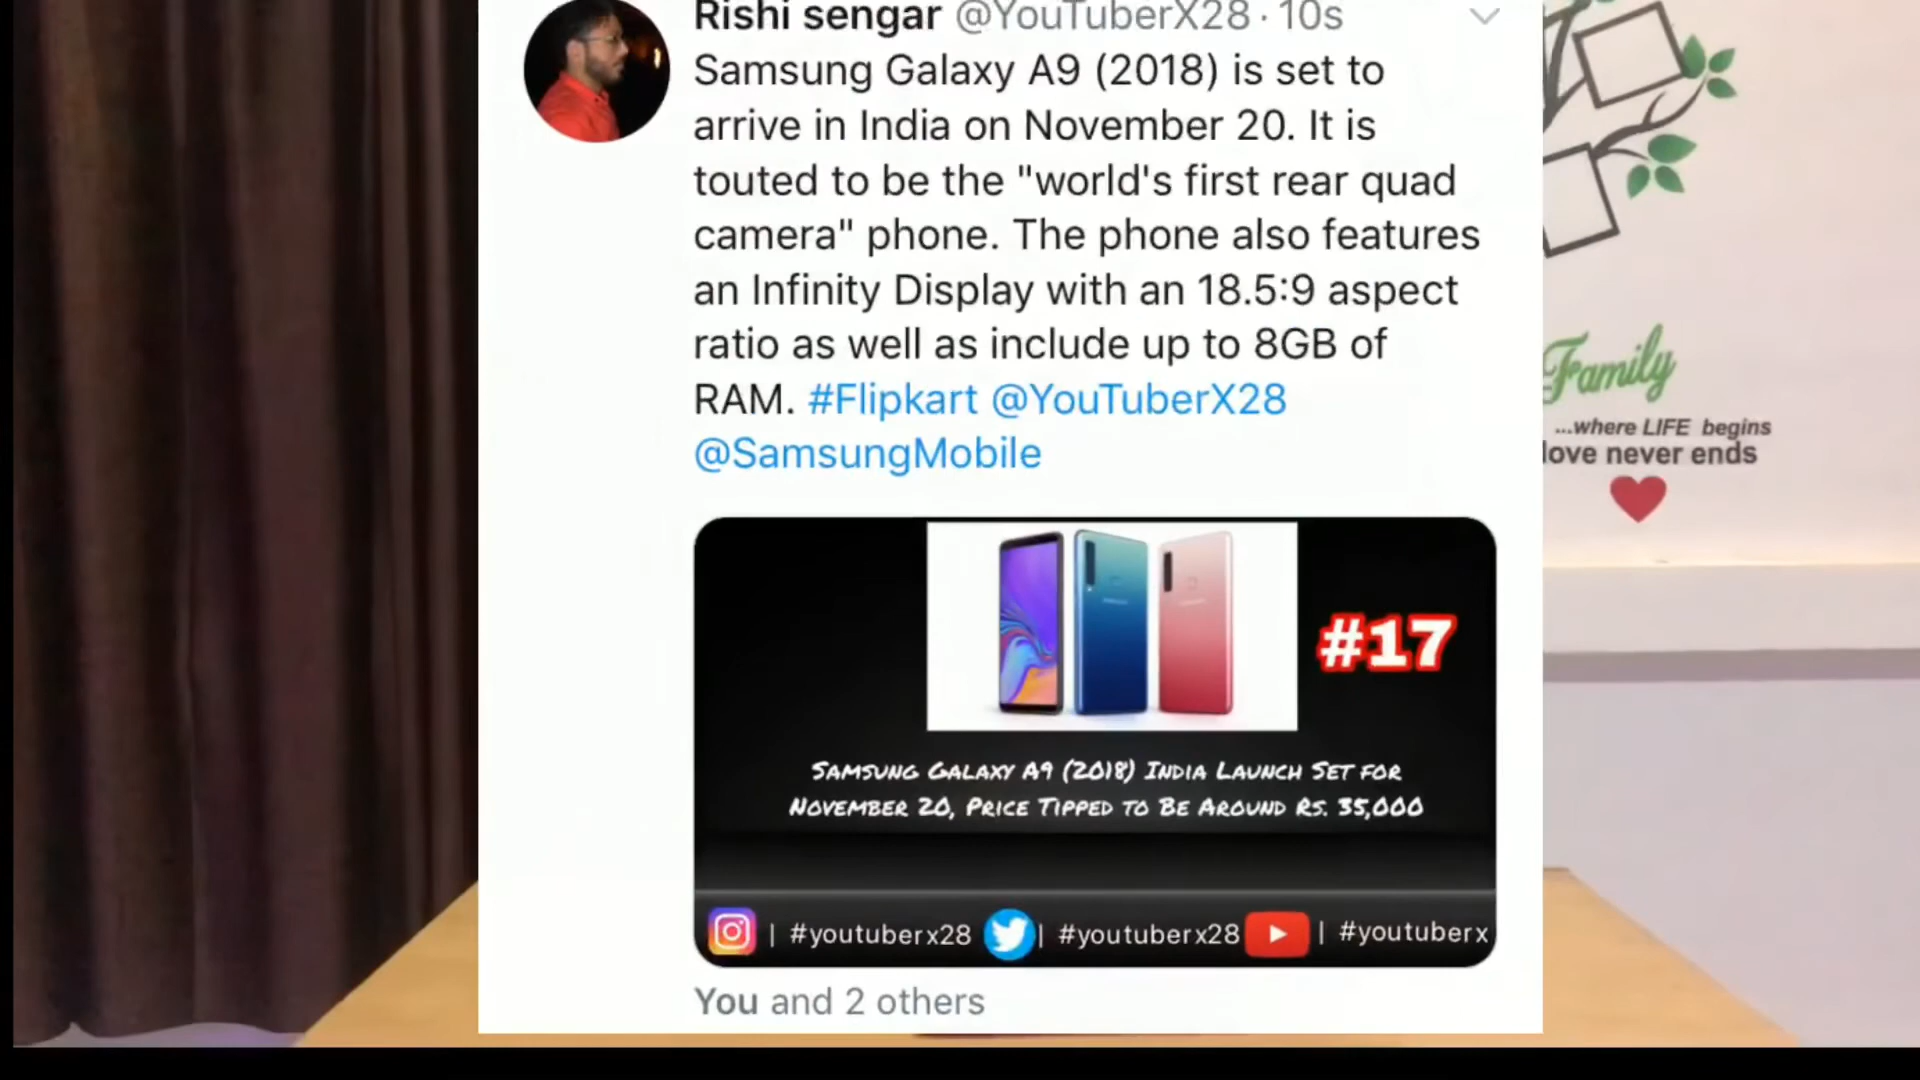 Rishi sengar @YouTuberX28 · 10s
Samsung Galaxy A9 (2018) is set to
arrive in India on November 20. It is
touted to be the "world's first rear quad
camera" phone. The phone also features
an Infinity Display with an 18.5:9 aspect
ratio as well as include up to 8GB of
RAM. #Flipkart @YouTuberX28
@SamsungMobile
#17
Samsung Galaxy A9 (2018) India Launch Set for
November 20, Price Tipped to Be Around Rs. 35,000
| #youtuberx28 | #youtuberx28 | #youtuberx
You and 2 others
Family
...where LIFE begins
love never ends